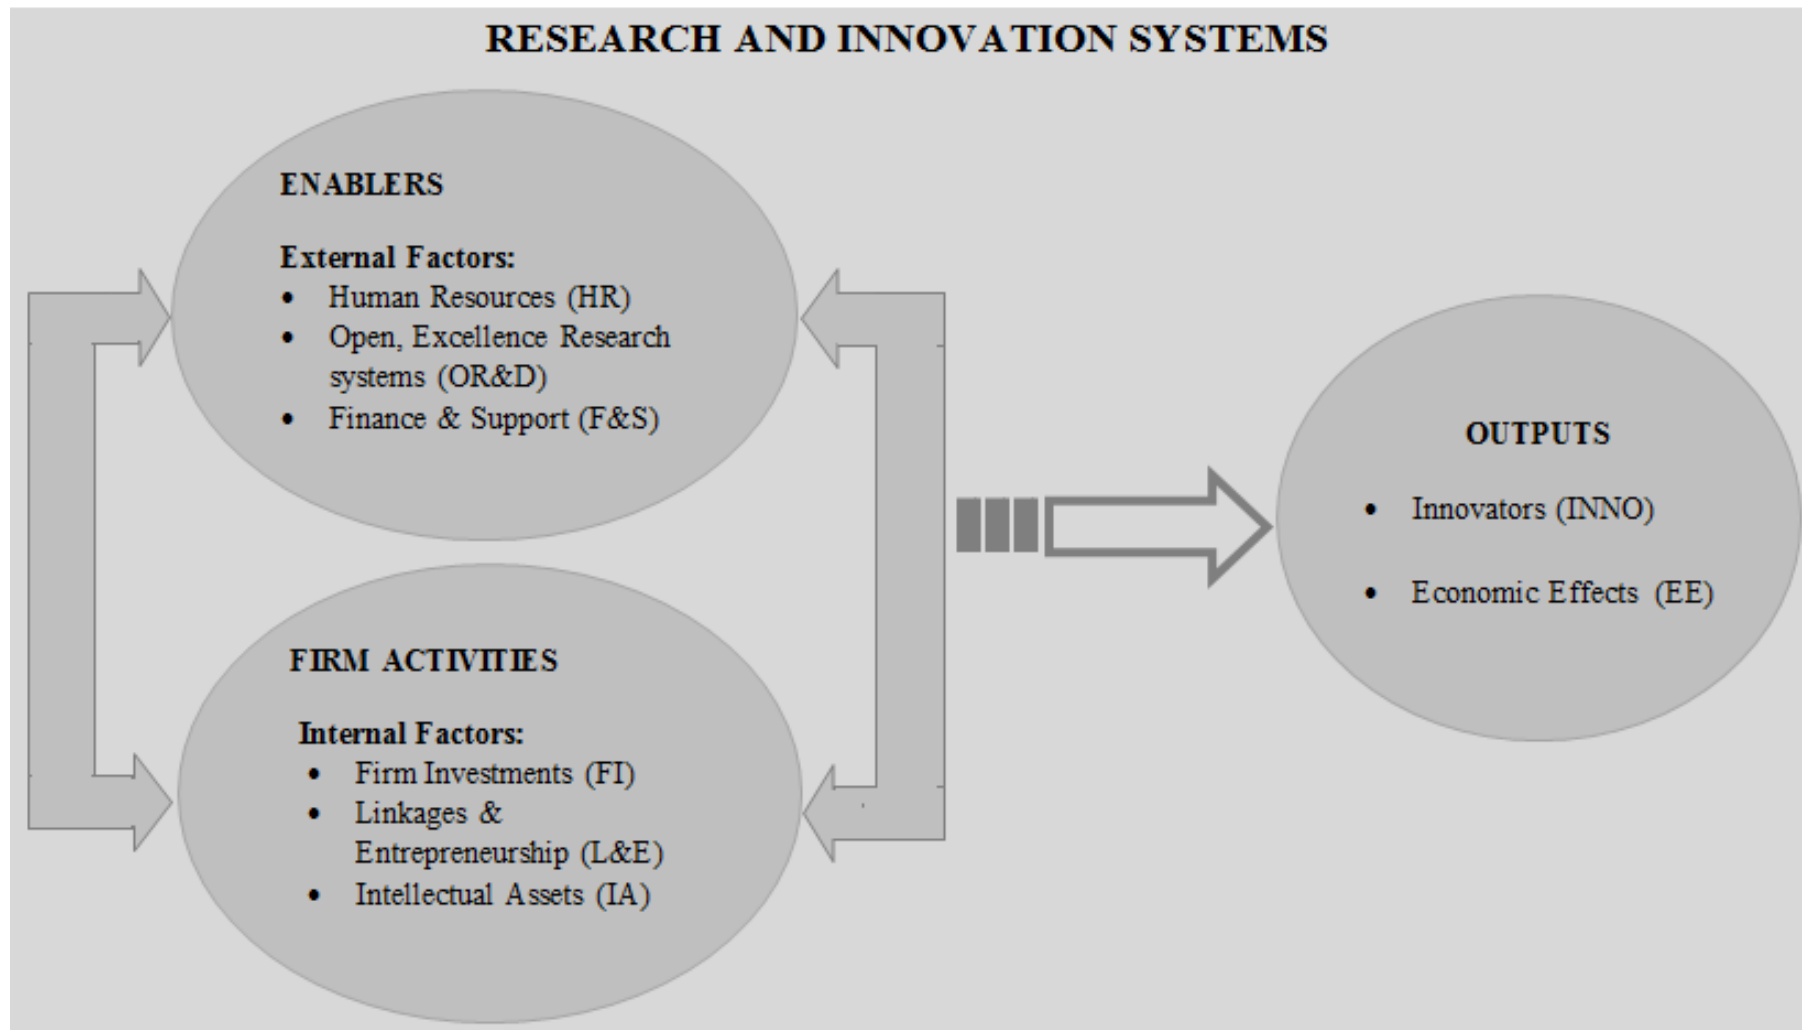 RESEARCH AND INNOVATION SYSTEMS
ENABLERS
External Factors:
• Human Resources (HR)
• Open, Excellence Research
systems (OR&D)
• Finance & Support (F&S)
FIRM ACTIVITIES
Internal Factors:
• Firm Investments (FI)
• Linkages &
Entrepreneurship (L&E)
• Intellectual Assets (IA)
OUTPUTS
• Innovators (INNO)
• Economic Effects (EE)